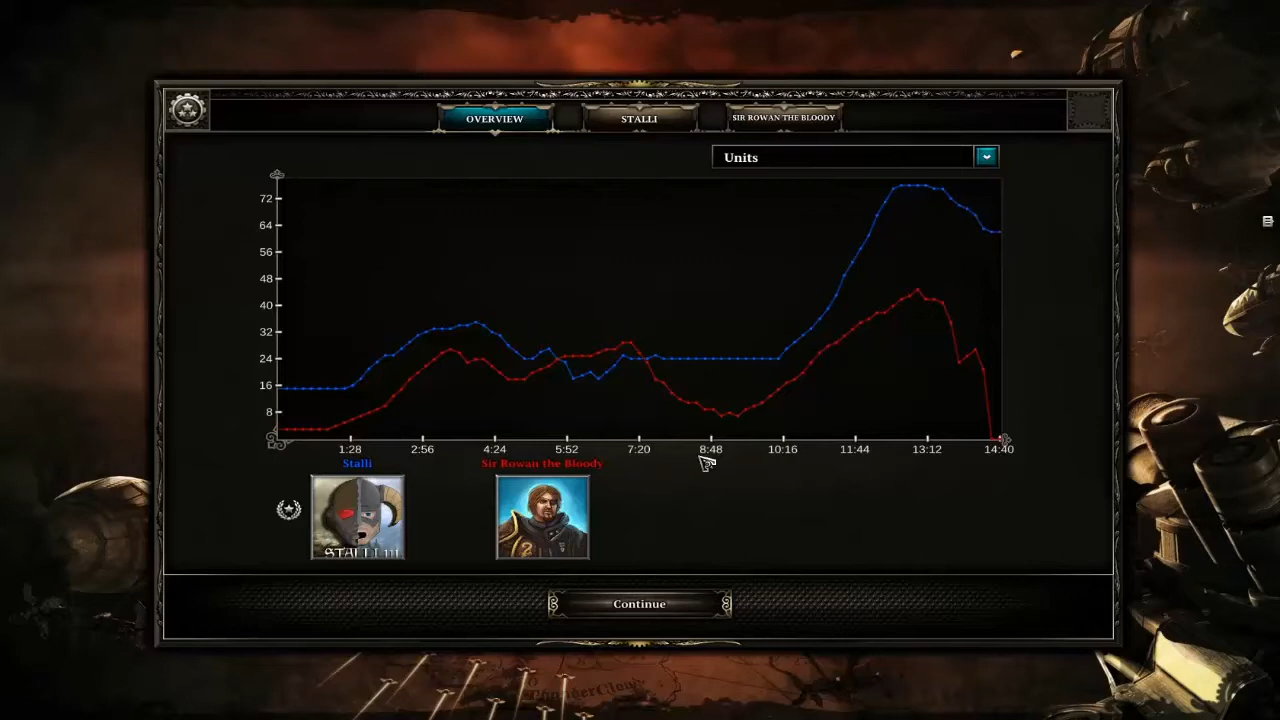 OVERVIEW
STALLI
SIR ROWAN THE BLOODY
Units
72
64
56
48
40
32
24
16
8
1:28 2:56 4:24 5:52 7:20 8:48 10:16 11:44 13:12 14:40
Stalli
Sir Rowan the Bloody
Continue